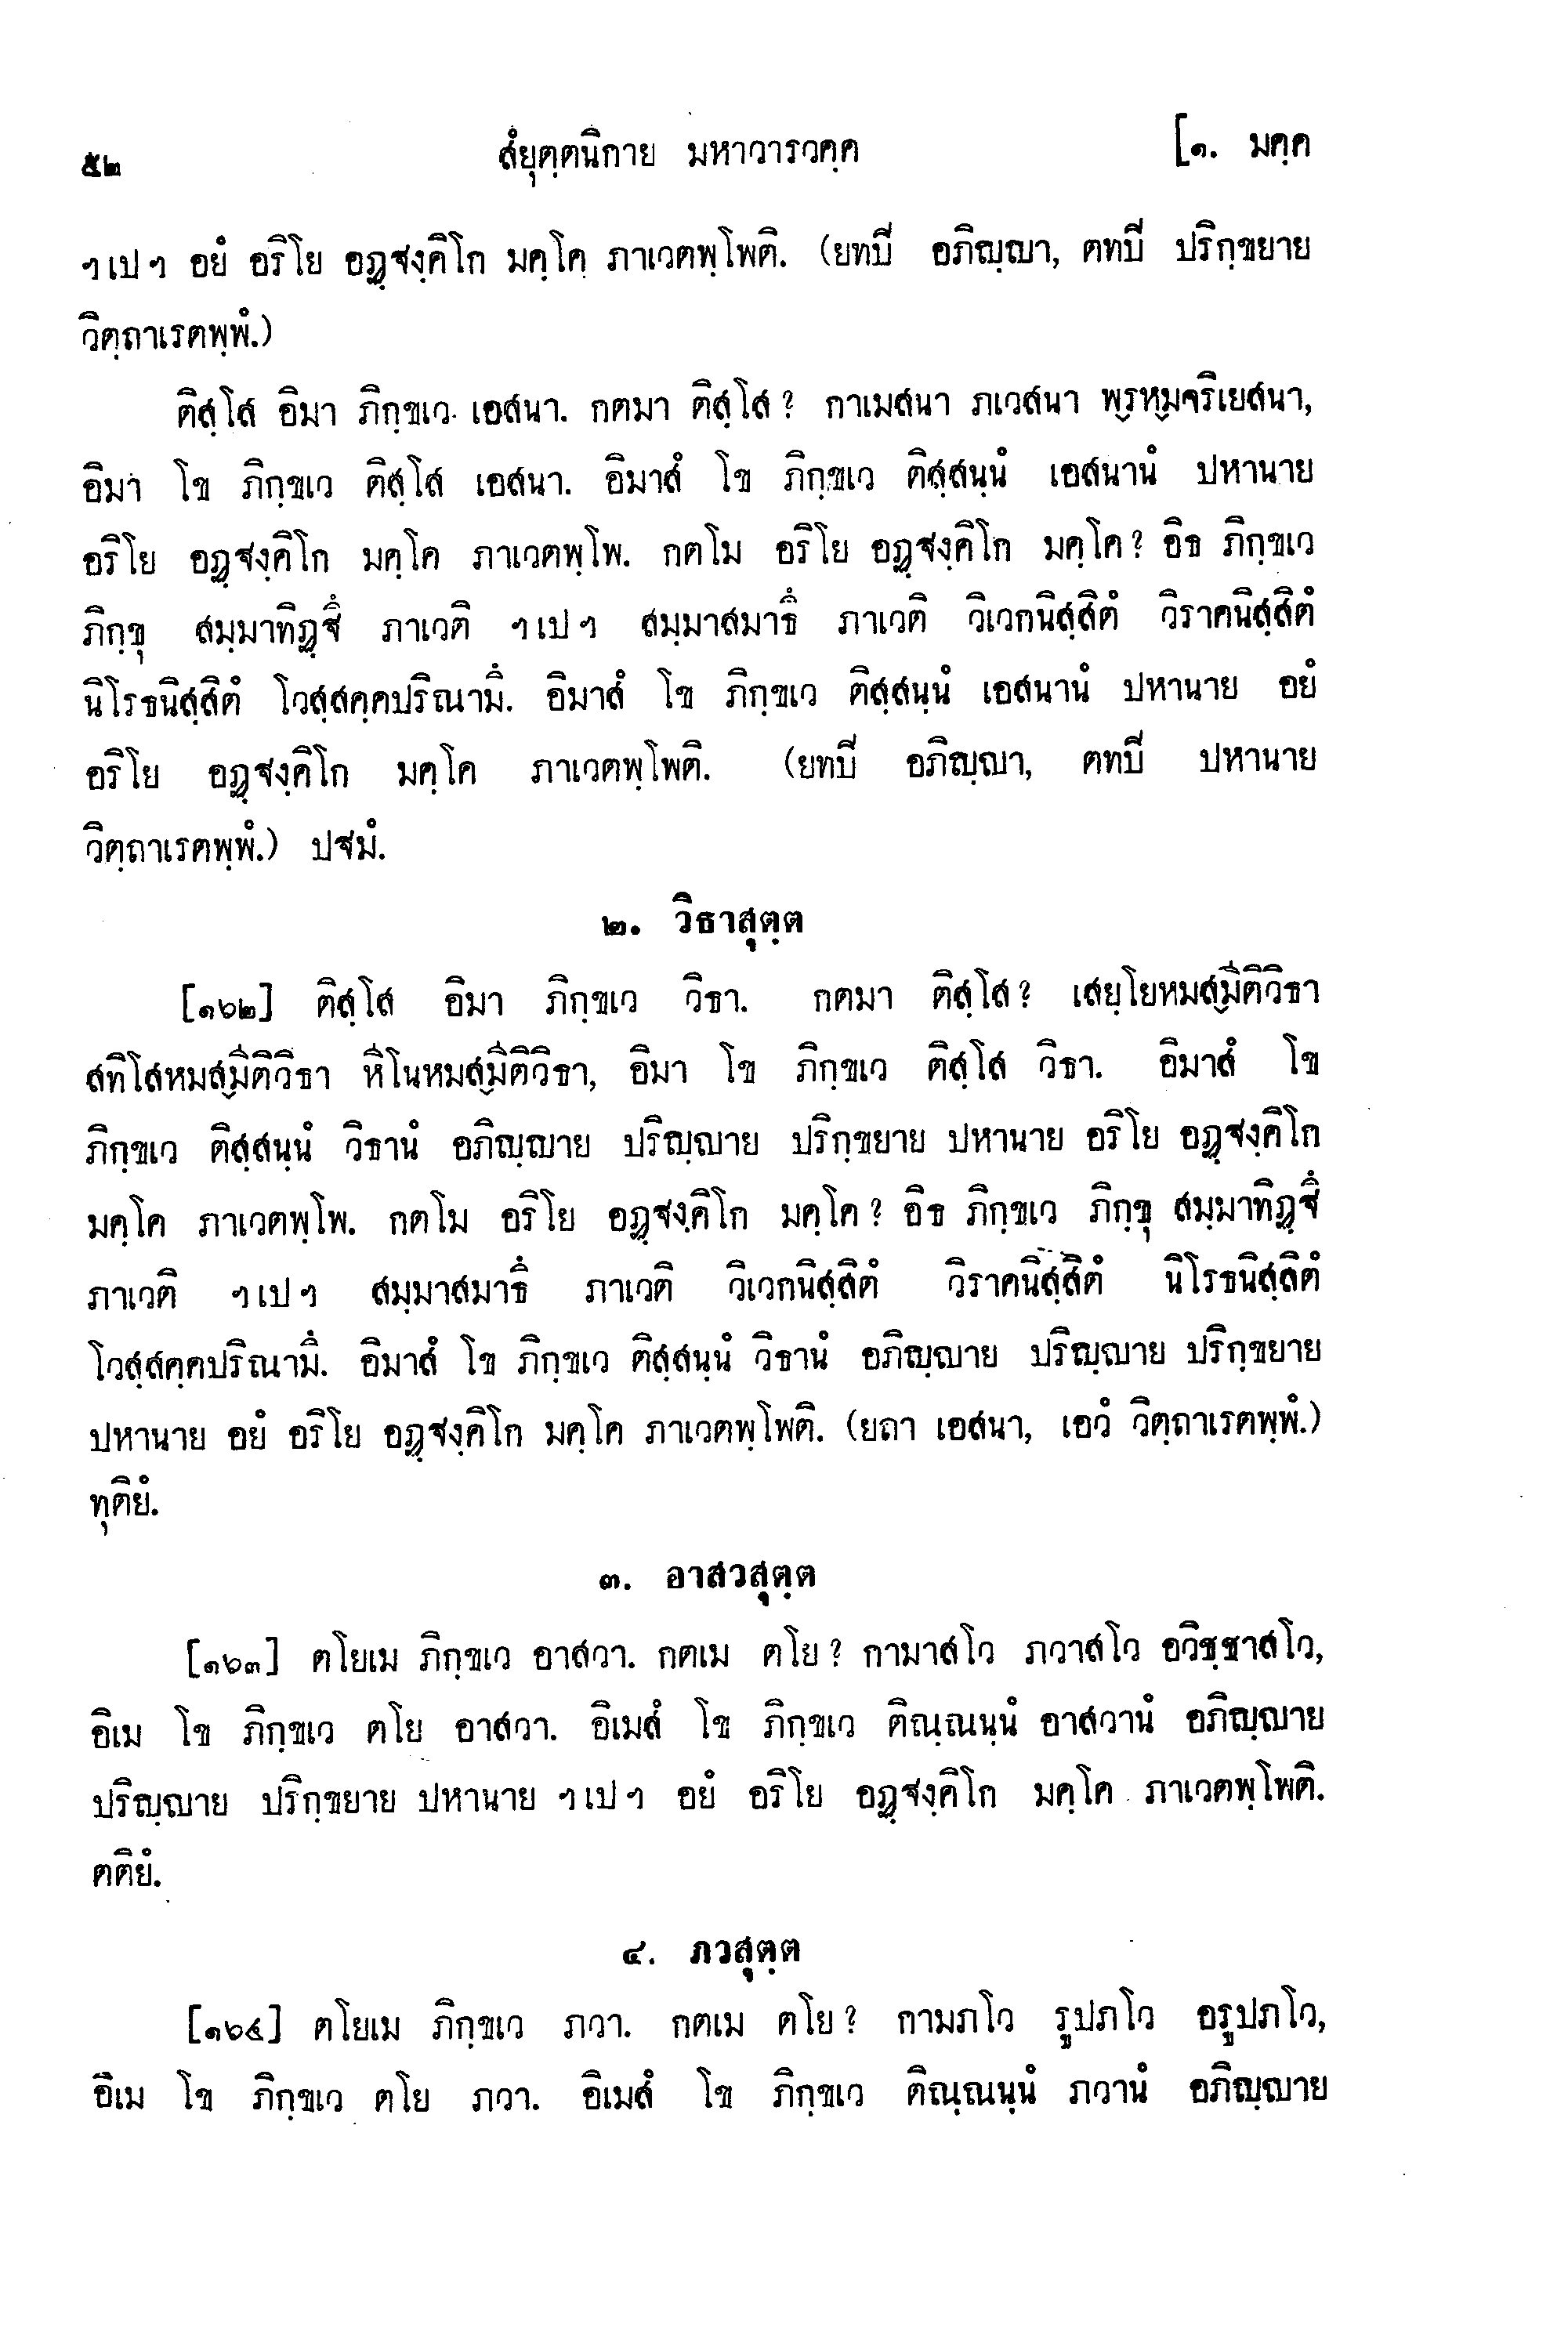 ๕๒ สํยุตฺตนิกาย มหาวารวคฺค [๑. มคฺค
ฯเปฯ อยํ อริโย อฏฺฐงฺคิโก มคฺโค ภาเวตพฺโพติ. (ยทปิ อภิญฺญา, ตทปิ ปริกฺขยาย
วิตฺถาเรตพฺพํ.)
ติสฺโส อิมา ภิกฺขเว เอสนา. กตมา ติสฺโส? กาเมสนา ภเวสนา พฺรหฺมจริเยสนา,
อิมา โข ภิกฺขเว ติสฺโส เอสนา. อิมาสํ โข ภิกฺขเว ติสฺสนฺนํ เอสนานํ ปหานาย
อริโย อฏฺฐงฺคิโก มคฺโค ภาเวตพฺโพ. กตโม อริโย อฏฺฐงฺคิโก มคฺโค? อิธ ภิกฺขเว
ภิกฺขุ สมฺมาทิฏฺฐึ ภาเวติ ฯเปฯ สมฺมาสมาธึ ภาเวติ วิเวกนิสฺสิตํ วิราคนิสฺสิตํ
นิโรธนิสฺสิตํ โวสฺสคฺคปริณามึ. อิมาสํ โข ภิกฺขเว ติสฺสนฺนํ เอสนานํ ปหานาย อยํ
อริโย อฏฺฐงฺคิโก มคฺโค ภาเวตพฺโพติ. (ยทปิ อภิญฺญา, ตทปิ ปหานาย
วิตฺถาเรตพฺพํ.) ปฐมํ.
๒. วิธาสุตฺต
[๑๖๒] ติสฺโส อิมา ภิกฺขเว วิธา. กตมา ติสฺโส? เสยฺโยหมสฺมีติวิธา
สทิโสหมสฺมีติวิธา หีโนหมสฺมีติวิธา, อิมา โข ภิกฺขเว ติสฺโส วิธา. อิมาสํ โข
ภิกฺขเว ติสฺสนฺนํ วิธานํ อภิญฺญาย ปริญฺญาย ปริกฺขยาย ปหานาย อริโย อฏฺฐงฺคิโก
มคฺโค ภาเวตพฺโพ. กตโม อริโย อฏฺฐงฺคิโก มคฺโค? อิธ ภิกฺขเว ภิกฺขุ สมฺมาทิฏฺฐึ
ภาเวติ ฯเปฯ สมฺมาสมาธึ ภาเวติ วิเวกนิสฺสิตํ วิราคนิสฺสิตํ นิโรธนิสฺสิตํ
โวสฺสคฺคปริณามึ. อิมาสํ โข ภิกฺขเว ติสฺสนฺนํ วิธานํ อภิญฺญาย ปริญฺญาย ปริกฺขยาย
ปหานาย อยํ อริโย อฏฺฐงฺคิโก มคฺโค ภาเวตพฺโพติ. (ยถา เอสนา, เอวํ วิตฺถาเรตพฺพํ.)
ทุติยํ.
๓. อาสวสุตฺต
[๑๖๓] ตโยเม ภิกฺขเว อาสวา. กตเม ตโย? กามาสโว ภวาสโว อวิชฺชาสโว,
อิเม โข ภิกฺขเว ตโย อาสวา. อิเมสํ โข ภิกฺขเว ติณฺณนฺนํ อาสวานํ อภิญฺญาย
ปริญฺญาย ปริกฺขยาย ปหานาย ฯเปฯ อยํ อริโย อฏฺฐงฺคิโก มคฺโค ภาเวตพฺโพติ.
ตติยํ.
๔. ภวสุตฺต
[๑๖๔] ตโยเม ภิกฺขเว ภวา. กตเม ตโย? กามภโว รูปภโว อรูปภโว,
อิเม โข ภิกฺขเว ตโย ภวา. อิเมสํ โข ภิกฺขเว ติณฺณนฺนํ ภวานํ อภิญฺญาย